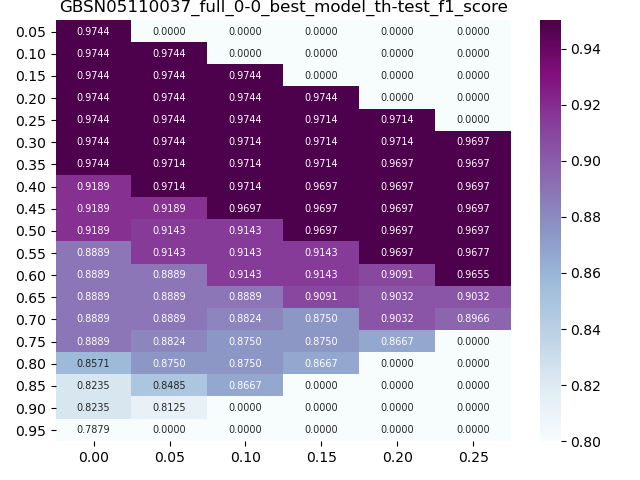 GBSN05110037_full_0-0_best_model_th-test_f1_score
0.05 0.9744 0.0000 0.0000 0.0000 0.0000 0.0000
0.10 0.9744 0.9744 0.0000 0.0000 0.0000 0.0000
0.15 0.9744 0.9744 0.9744 0.0000 0.0000 0.0000
0.20 0.9744 0.9744 0.9744 0.9744 0.0000 0.0000
0.25 0.9744 0.9744 0.9744 0.9714 0.9714 0.0000
0.30 0.9744 0.9744 0.9714 0.9714 0.9714 0.9697
0.35 0.9744 0.9714 0.9714 0.9714 0.9697 0.9697
0.40 0.9189 0.9714 0.9714 0.9697 0.9697 0.9697
0.45 0.9189 0.9189 0.9697 0.9697 0.9697 0.9697
0.50 0.9189 0.9143 0.9143 0.9697 0.9697 0.9697
0.55 0.8889 0.9143 0.9143 0.9143 0.9697 0.9677
0.60 0.8889 0.8889 0.9143 0.9143 0.9091 0.9655
0.65 0.8889 0.8889 0.8889 0.9091 0.9032 0.9032
0.70 0.8889 0.8889 0.8824 0.8750 0.9032 0.8966
0.75 0.8889 0.8824 0.8750 0.8750 0.8667 0.0000
0.80 0.8571 0.8750 0.8750 0.8667 0.0000 0.0000
0.85 0.8235 0.8485 0.8667 0.0000 0.0000 0.0000
0.90 0.8235 0.8125 0.0000 0.0000 0.0000 0.0000
0.95 0.7879 0.0000 0.0000 0.0000 0.0000 0.0000
0.00 0.05 0.10 0.15 0.20 0.25
0.94
0.92
0.90
0.88
0.86
0.84
0.82
0.80